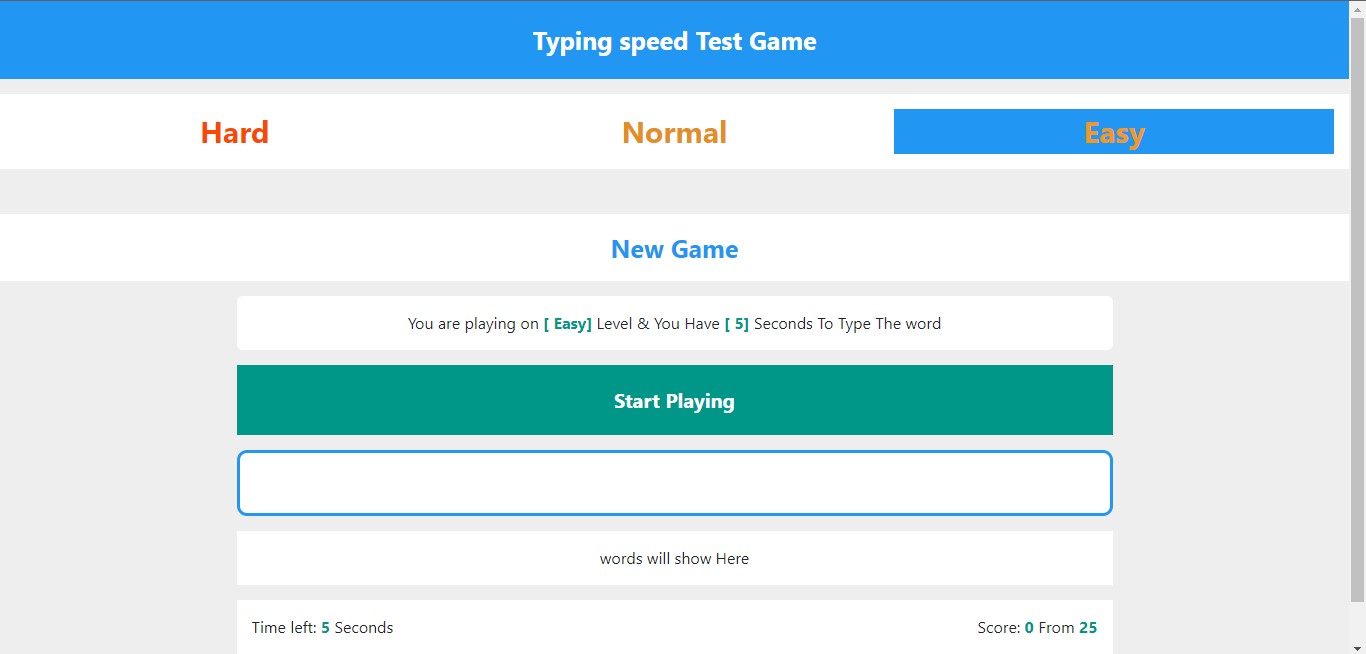 Typing speed Test Game
Hard Normal Easy
New Game
You are playing on [ Easy] Level & You Have [ 5] Seconds To Type The word
Start Playing
words will show Here
Time left: 5 Seconds Score: 0 From 25